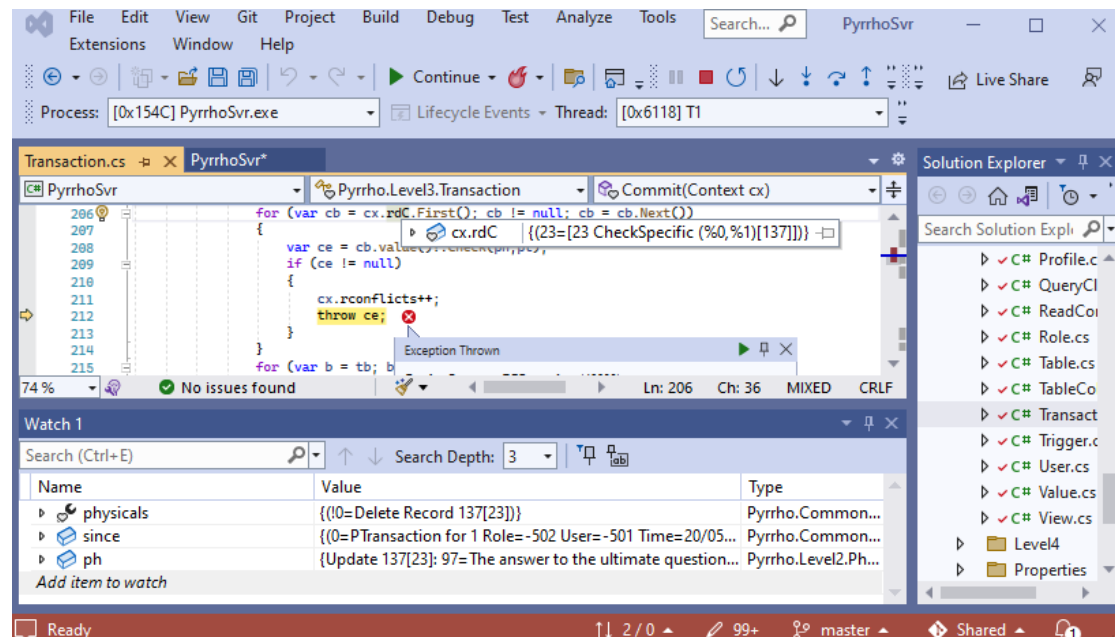 File Edit View Git Project Build Debug Test Analyze Tools Search... PyrrhoSvr
Extensions Window Help
Continue Live Share
Process: [0x154C] PyrrhoSvr.exe Lifecycle Events Thread: [0x6118] T1
Transaction.cs PyrrhoSvr*
PyrrhoSvr Pyrrho.Level3.Transaction Commit(Context cx)
206 for (var cb = cx.rdC.First(); cb != null; cb = cb.Next())
207 {
cx.rdC {(23=[23 CheckSpecific (%0,%1)[137]])}
208 var ce = cb.value()?.Check(ph,pt);
209 if (ce != null)
210 {
211 cx.rconflicts++;
212 throw ce;
213 }
214 }
215 for (var b = tb; b
Exception Thrown
74 % No issues found Ln: 206 Ch: 36 MIXED CRLF
Watch 1
Search (Ctrl+E) Search Depth: 3
Name Value Type
physicals {(!0=Delete Record 137[23])} Pyrrho.Common...
since {(0=PTransaction for 1 Role=-502 User=-501 Time=20/05... Pyrrho.Common...
ph {Update 137[23]: 97=The answer to the ultimate question... Pyrrho.Level2.Ph...
Add item to watch
Solution Explorer
Search Solution Expl
C# Profile.c
C# QueryCl
C# ReadCo
C# Role.cs
C# Table.cs
C# TableCo
C# Transact
C# Trigger.c
C# User.cs
C# Value.cs
C# View.cs
Level4
Properties
Ready 2 / 0 99+ master Shared 1